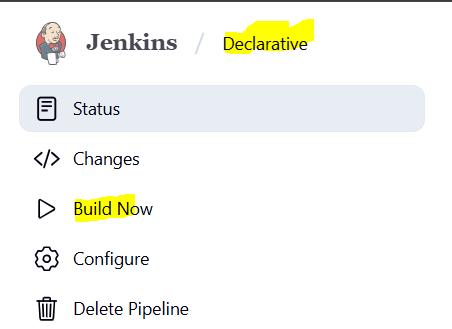 Jenkins / Declarative
Status
Changes
Build Now
Configure
Delete Pipeline